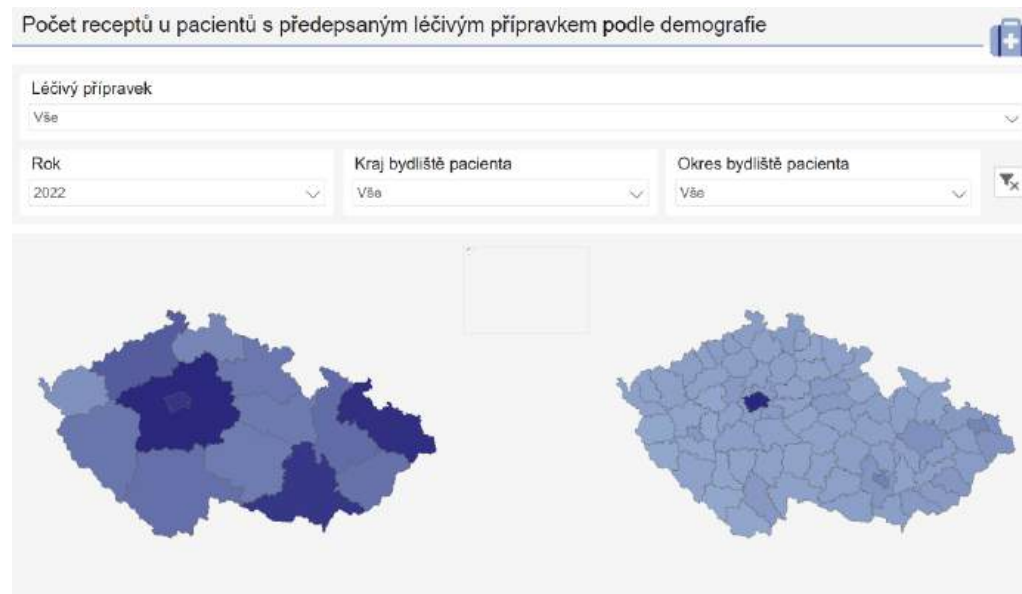 Počet receptů u pacientů s předepsaným léčivým přípravkem podle demografie
Léčivý přípravek
Vše
Rok
Kraj bydliště pacienta
Okres bydliště pacienta
2022
Vše
Vše